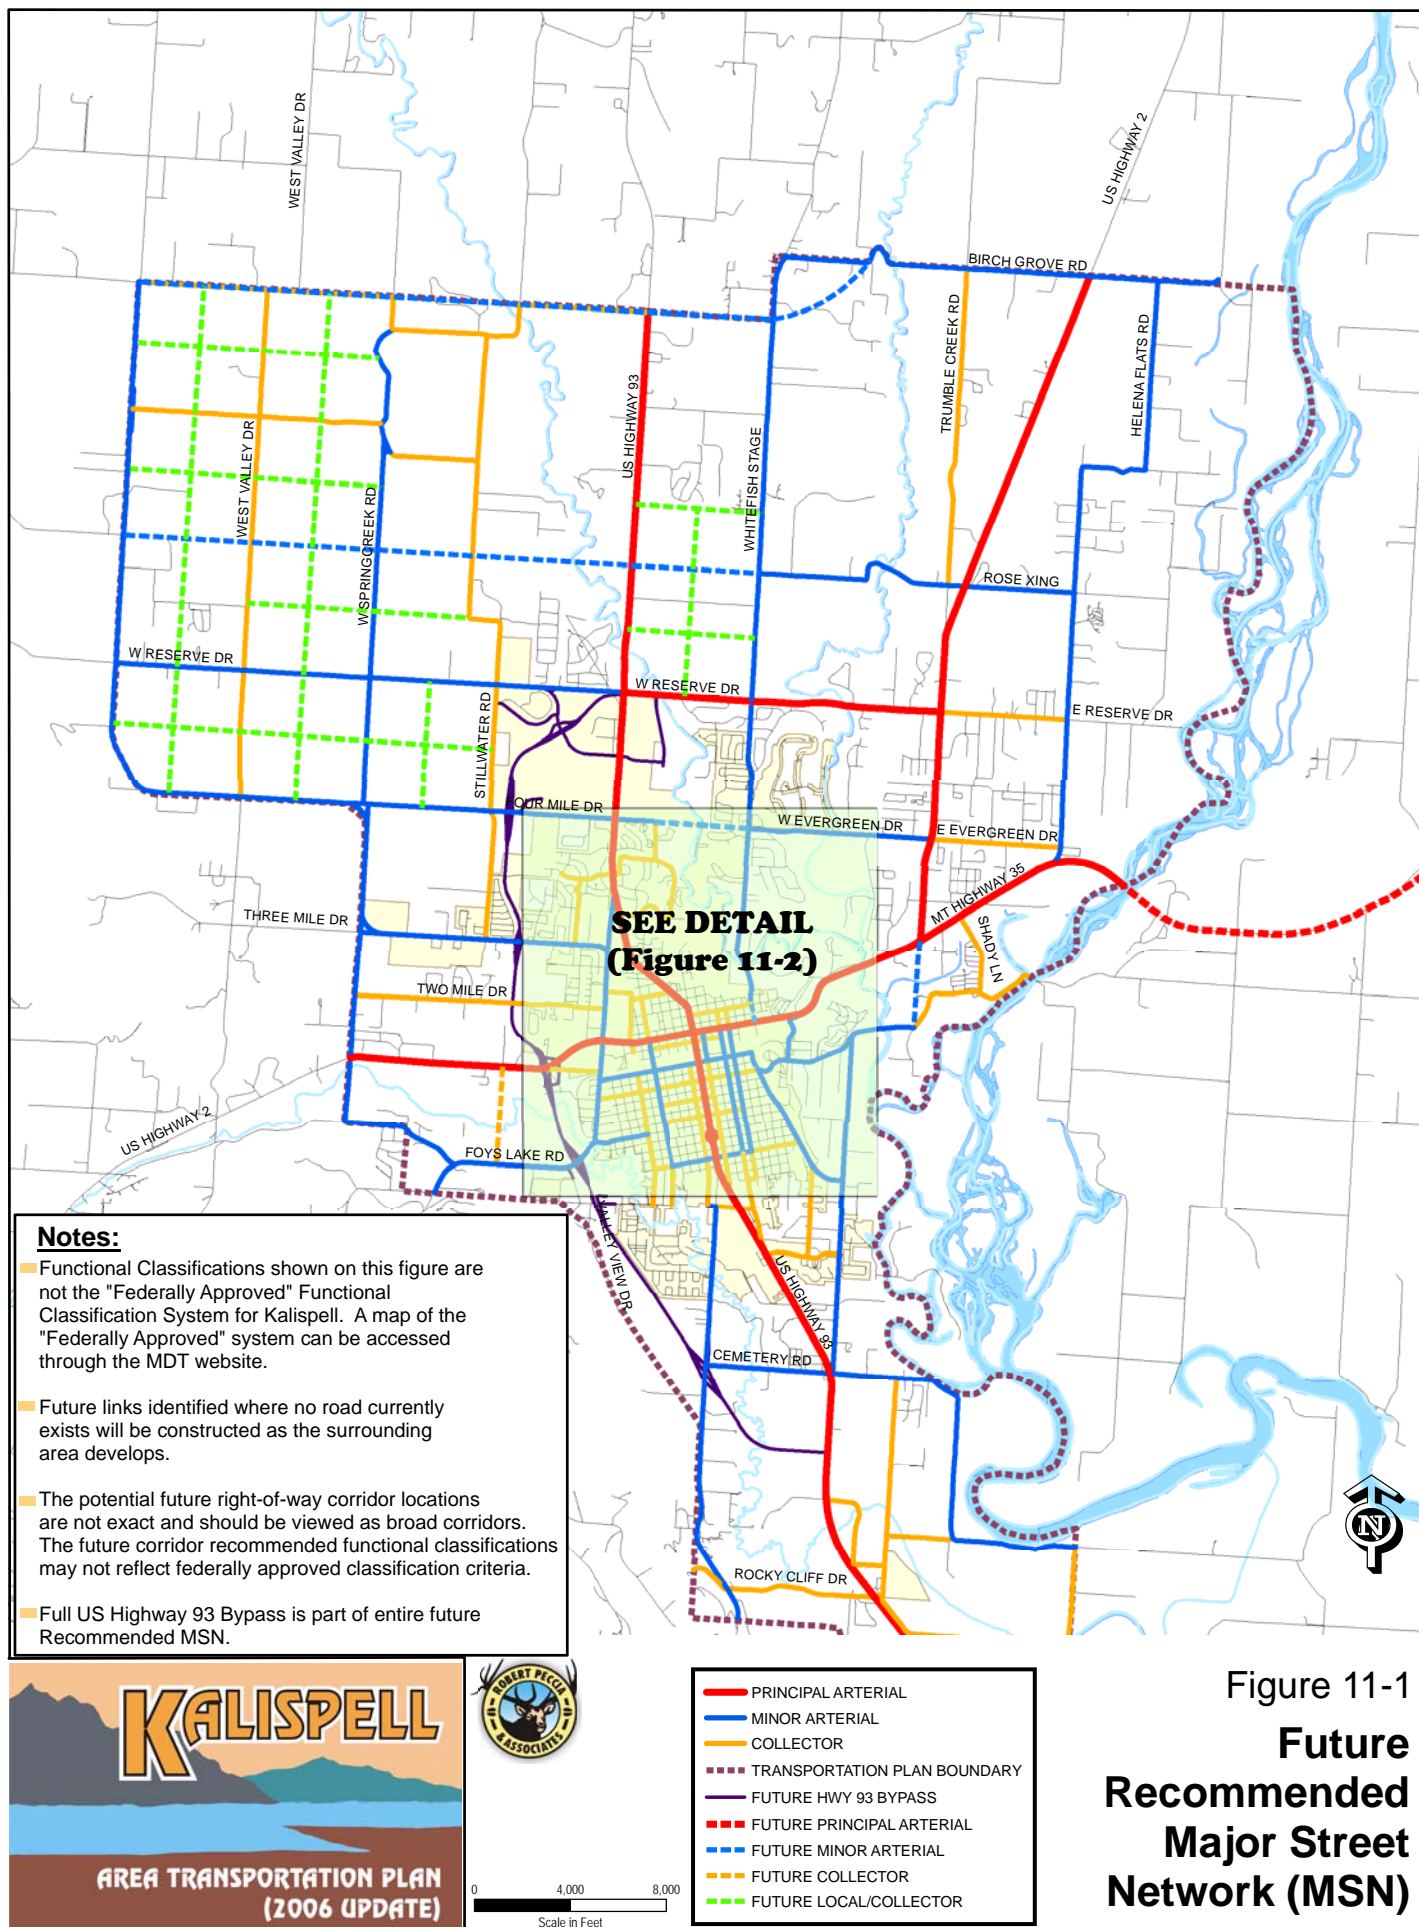 WEST VALLEY DR
US HIGHWAY 2
BIRCH GROVE RD
TRUMBLE CREEK RD
HELENA FLATS RD
US HIGHWAY 93
WHITEFISH STAGE
WEST VALLEY DR
W SPRINGCREEK RD
ROSE XING
W RESERVE DR
W RESERVE DR
E RESERVE DR
STILLWATER RD
FOUR MILE DR
W EVERGREEN DR
E EVERGREEN DR
MT HIGHWAY 35
SHADY LN
THREE MILE DR
SEE DETAIL
(Figure 11-2)
TWO MILE DR
US HIGHWAY 2
FOYS LAKE RD
VALLEY VIEW DR
US HIGHWAY 93
CEMETERY RD
ROCKY CLIFF DR
N
Notes:
Functional Classifications shown on this figure are
not the "Federally Approved" Functional
Classification System for Kalispell. A map of the
"Federally Approved" system can be accessed
through the MDT website.
Future links identified where no road currently
exists will be constructed as the surrounding
area develops.
The potential future right-of-way corridor locations
are not exact and should be viewed as broad corridors.
The future corridor recommended functional classifications
may not reflect federally approved classification criteria.
Full US Highway 93 Bypass is part of entire future
Recommended MSN.
KALISPELL
AREA TRANSPORTATION PLAN
(2006 UPDATE)
ROBERT PECCIA
& ASSOCIATES
0 4,000 8,000
Scale in Feet
PRINCIPAL ARTERIAL
MINOR ARTERIAL
COLLECTOR
TRANSPORTATION PLAN BOUNDARY
FUTURE HWY 93 BYPASS
FUTURE PRINCIPAL ARTERIAL
FUTURE MINOR ARTERIAL
FUTURE COLLECTOR
FUTURE LOCAL/COLLECTOR
Figure 11-1
Future
Recommended
Major Street
Network (MSN)